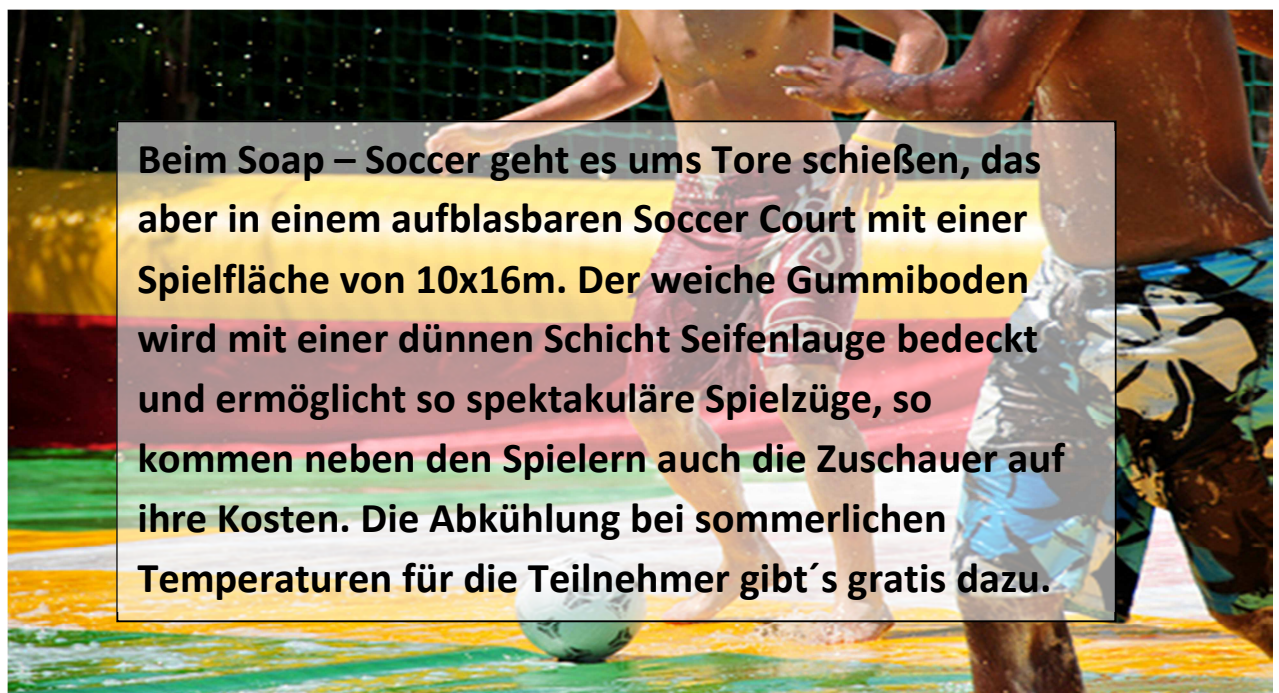 Beim Soap – Soccer geht es ums Tore schießen, das
aber in einem aufblasbaren Soccer Court mit einer
Spielfläche von 10x16m. Der weiche Gummiboden
wird mit einer dünnen Schicht Seifenlauge bedeckt
und ermöglicht so spektakuläre Spielzüge, so
kommen neben den Spielern auch die Zuschauer auf
ihre Kosten. Die Abkühlung bei sommerlichen
Temperaturen für die Teilnehmer gibt´s gratis dazu.